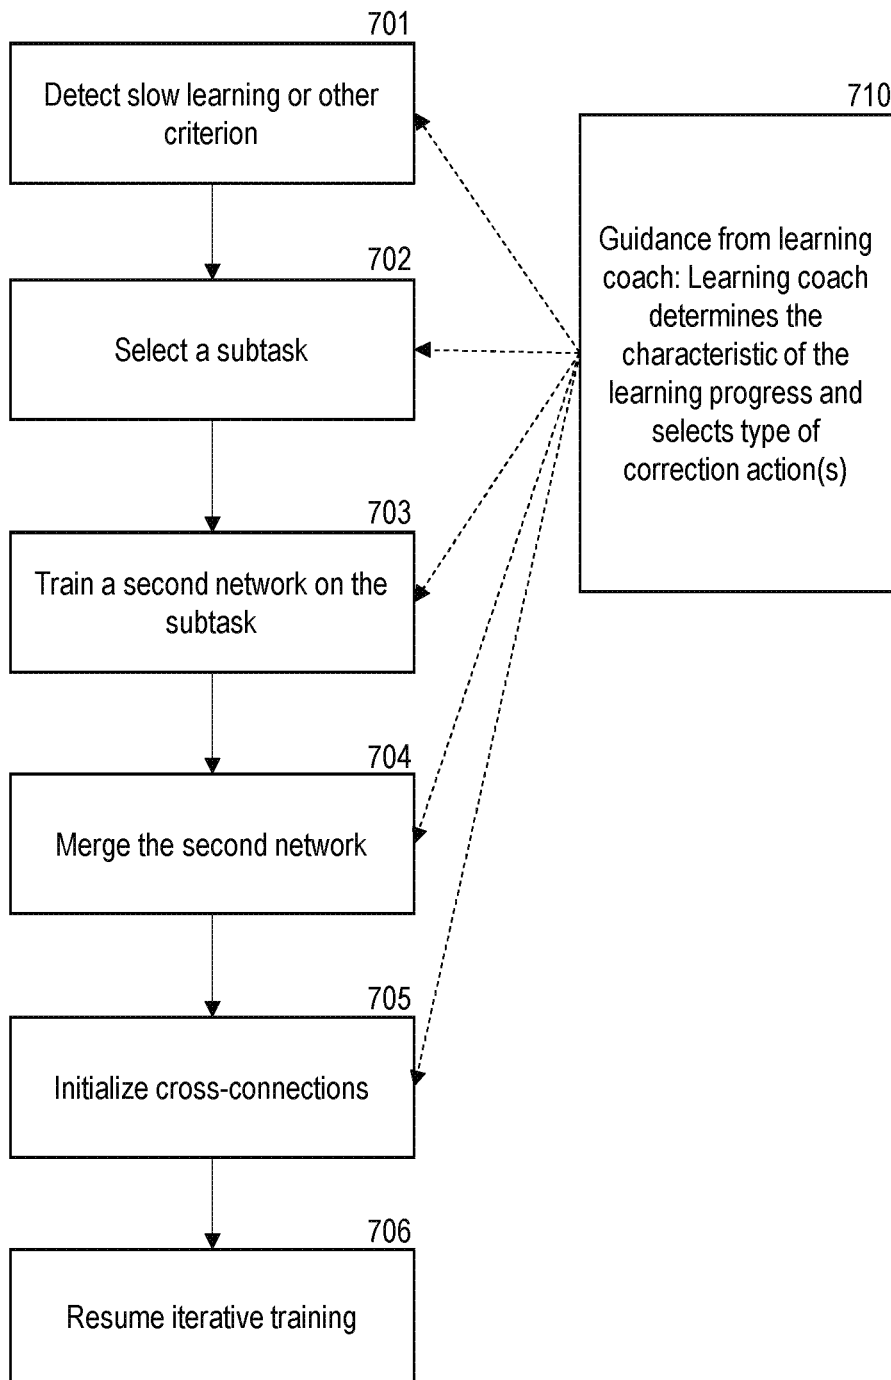 701
Detect slow learning or other
criterion
710
Guidance from learning
coach: Learning coach
determines the
characteristic of the
learning progress and
selects type of
correction action(s)
702
Select a subtask
703
Train a second network on the
subtask
704
Merge the second network
705
Initialize cross-connections
706
Resume iterative training